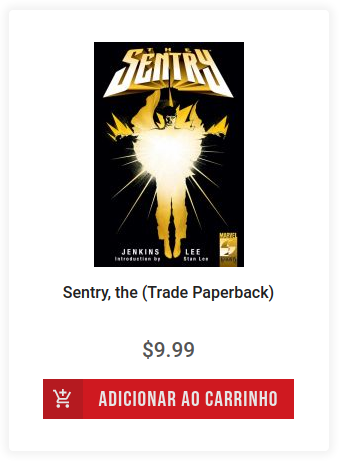 THE
SENTRY
JENKINS LEE
Introduction by Stan Lee
MARVEL
Sentry, the (Trade Paperback)
$9.99
ADICIONAR AO CARRINHO